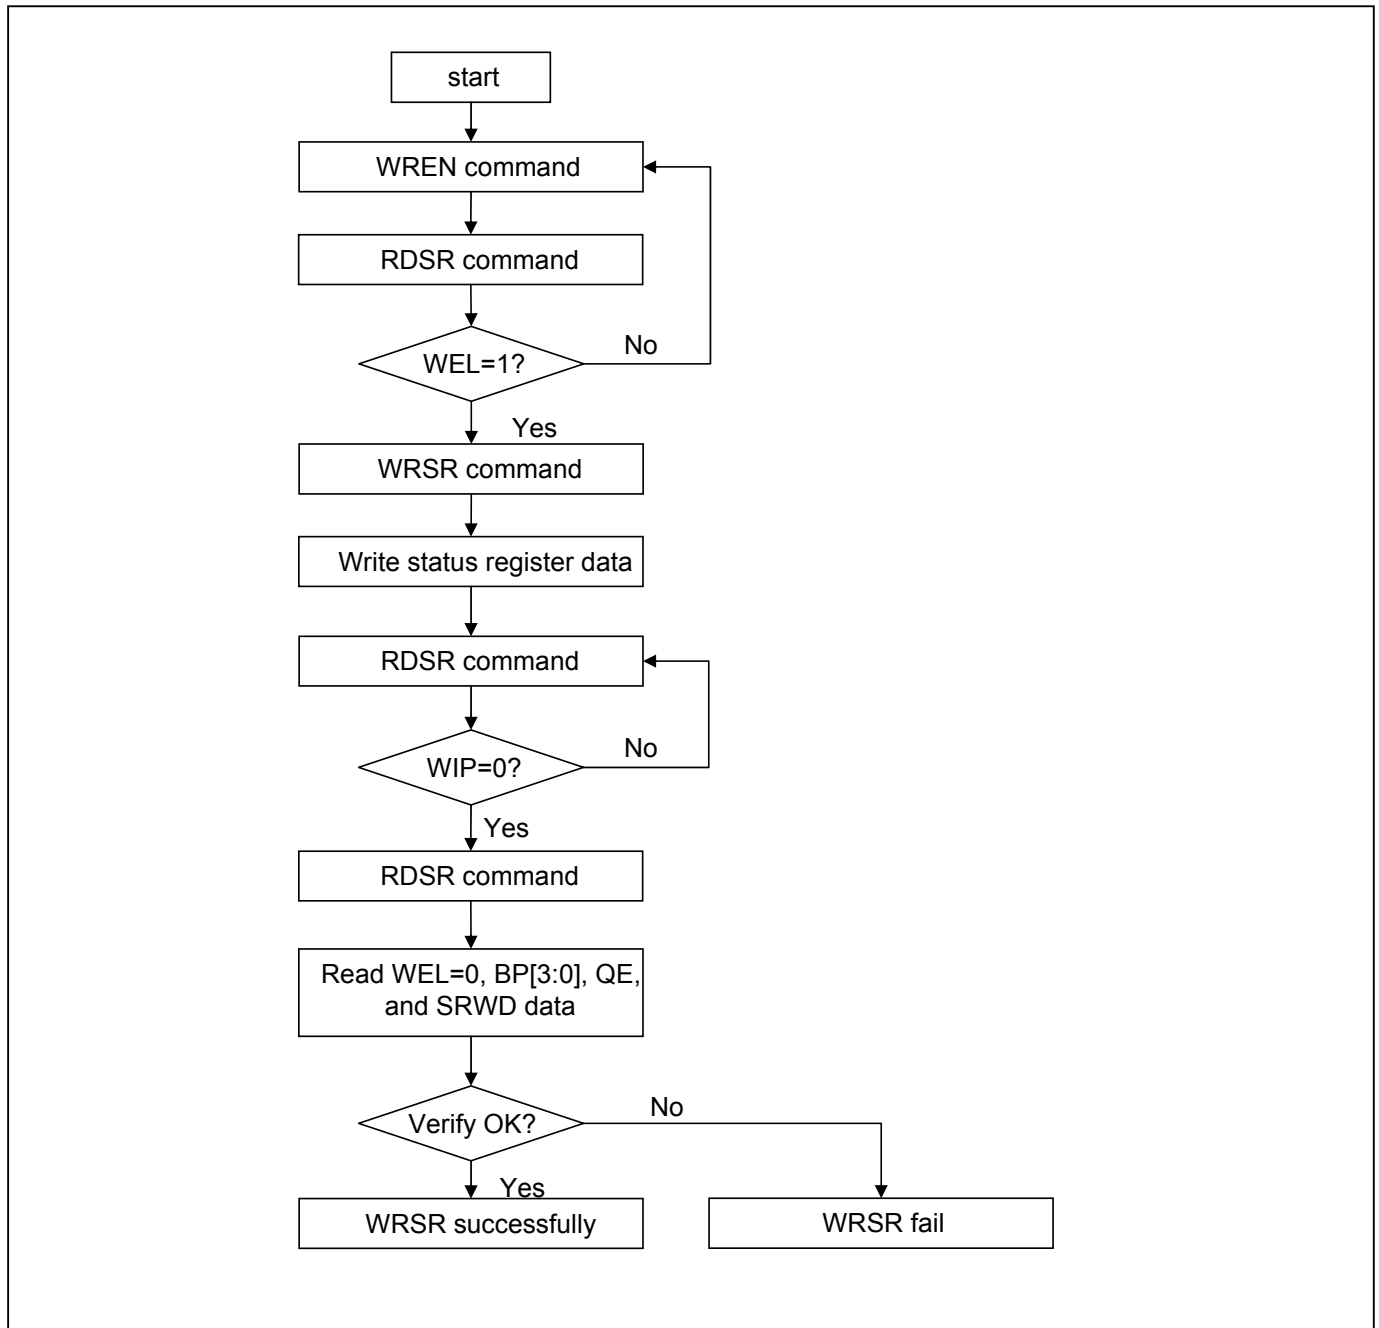 start
WREN command
RDSR command
WEL=1?
No
Yes
WRSR command
Write status register data
RDSR command
WIP=0?
No
Yes
RDSR command
Read WEL=0, BP[3:0], QE,
and SRWD data
Verify OK?
No
Yes
WRSR successfully
WRSR fail